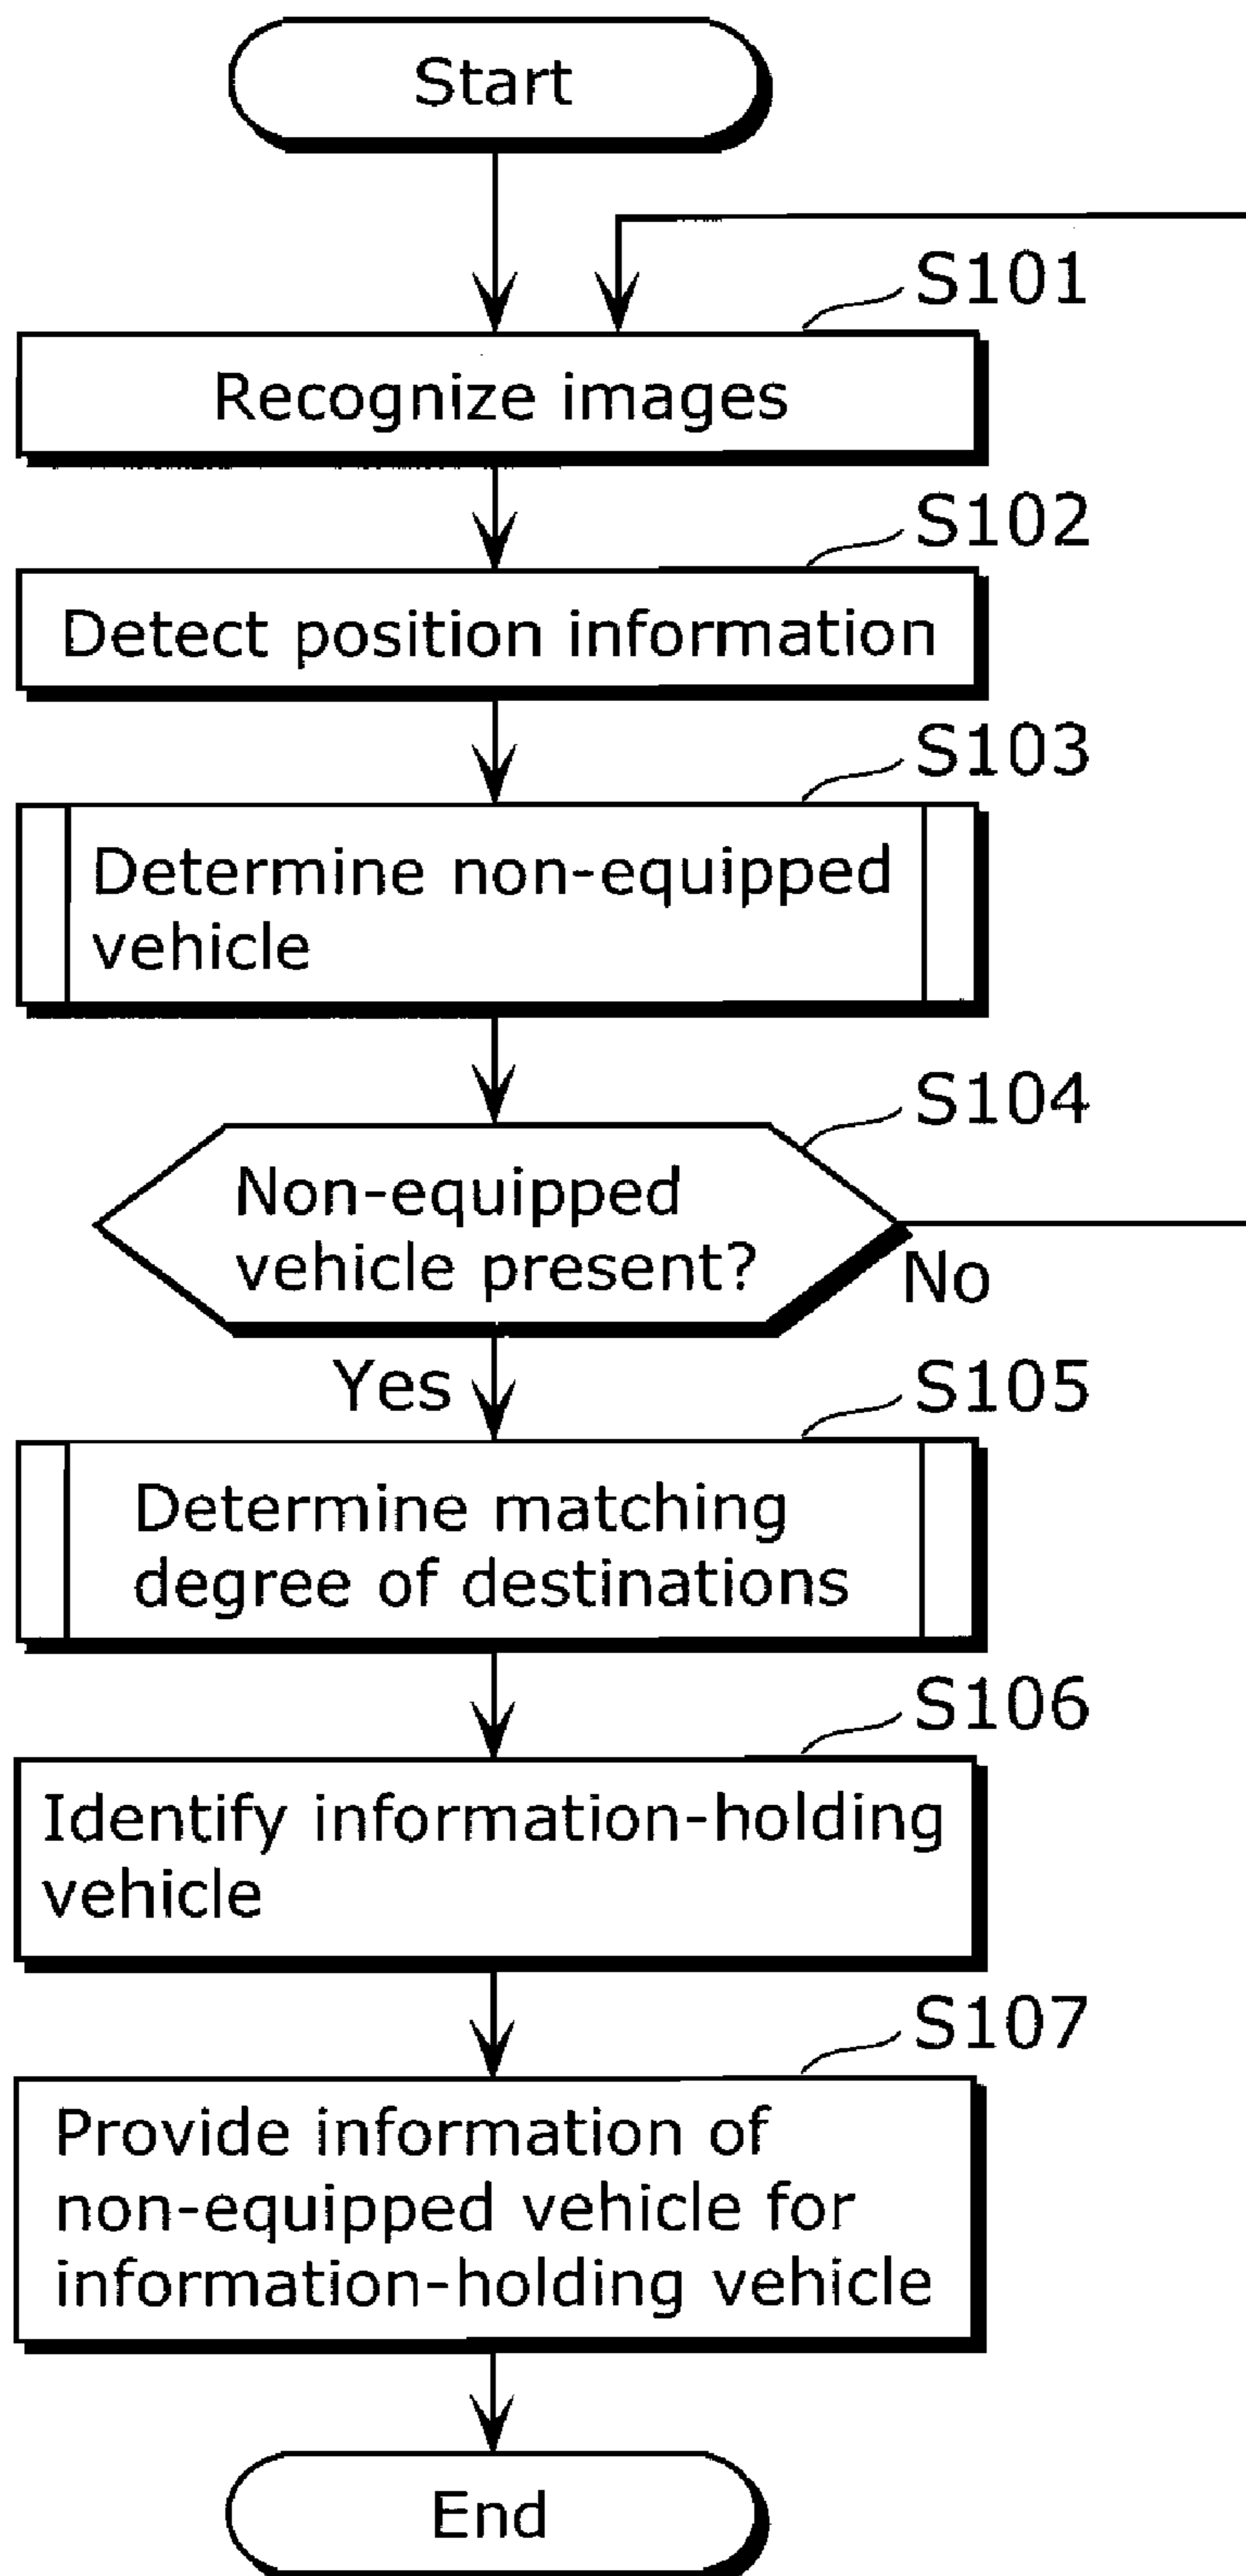 Start
S101
Recognize images
S102
Detect position information
S103
Determine non-equipped
vehicle
S104
Non-equipped
vehicle present?
No
Yes
S105
Determine matching
degree of destinations
S106
Identify information-holding
vehicle
S107
Provide information of
non-equipped vehicle for
information-holding vehicle
End